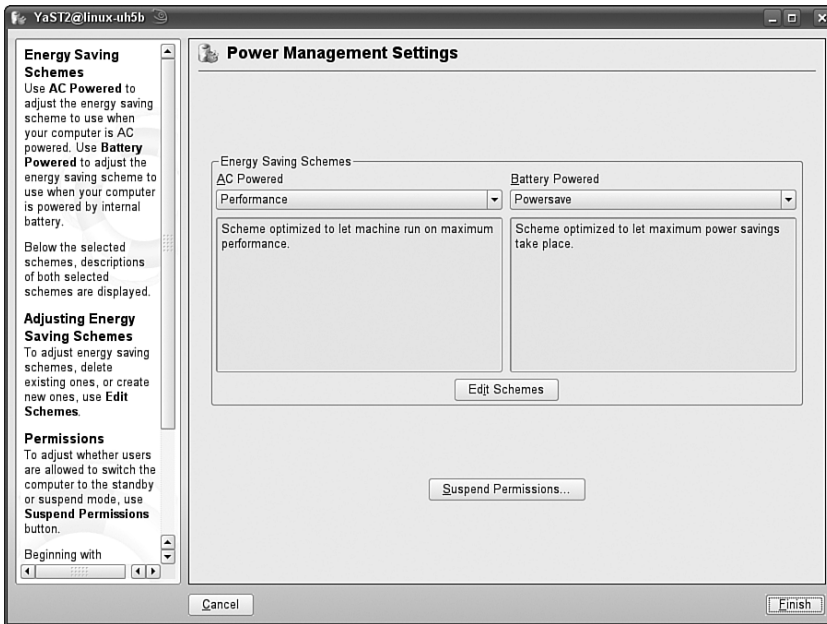 YaST2@linux-uh5b
Energy Saving
Schemes
Use AC Powered to
adjust the energy saving
scheme to use when
your computer is AC
powered. Use Battery
Powered to adjust the
energy saving scheme to
use when your computer
is powered by internal
battery.
Below the selected
schemes, descriptions
of both selected
schemes are displayed.
Adjusting Energy
Saving Schemes
To adjust energy saving
schemes, delete
existing ones, or create
new ones, use Edit
Schemes.
Permissions
To adjust whether users
are allowed to switch the
computer to the standby
or suspend mode, use
Suspend Permissions
button.
Beginning with
Power Management Settings
Energy Saving Schemes
AC Powered
Performance
Scheme optimized to let machine run on maximum
performance.
Battery Powered
Powersave
Scheme optimized to let maximum power savings
take place.
Edit Schemes
Suspend Permissions...
Cancel
Finish